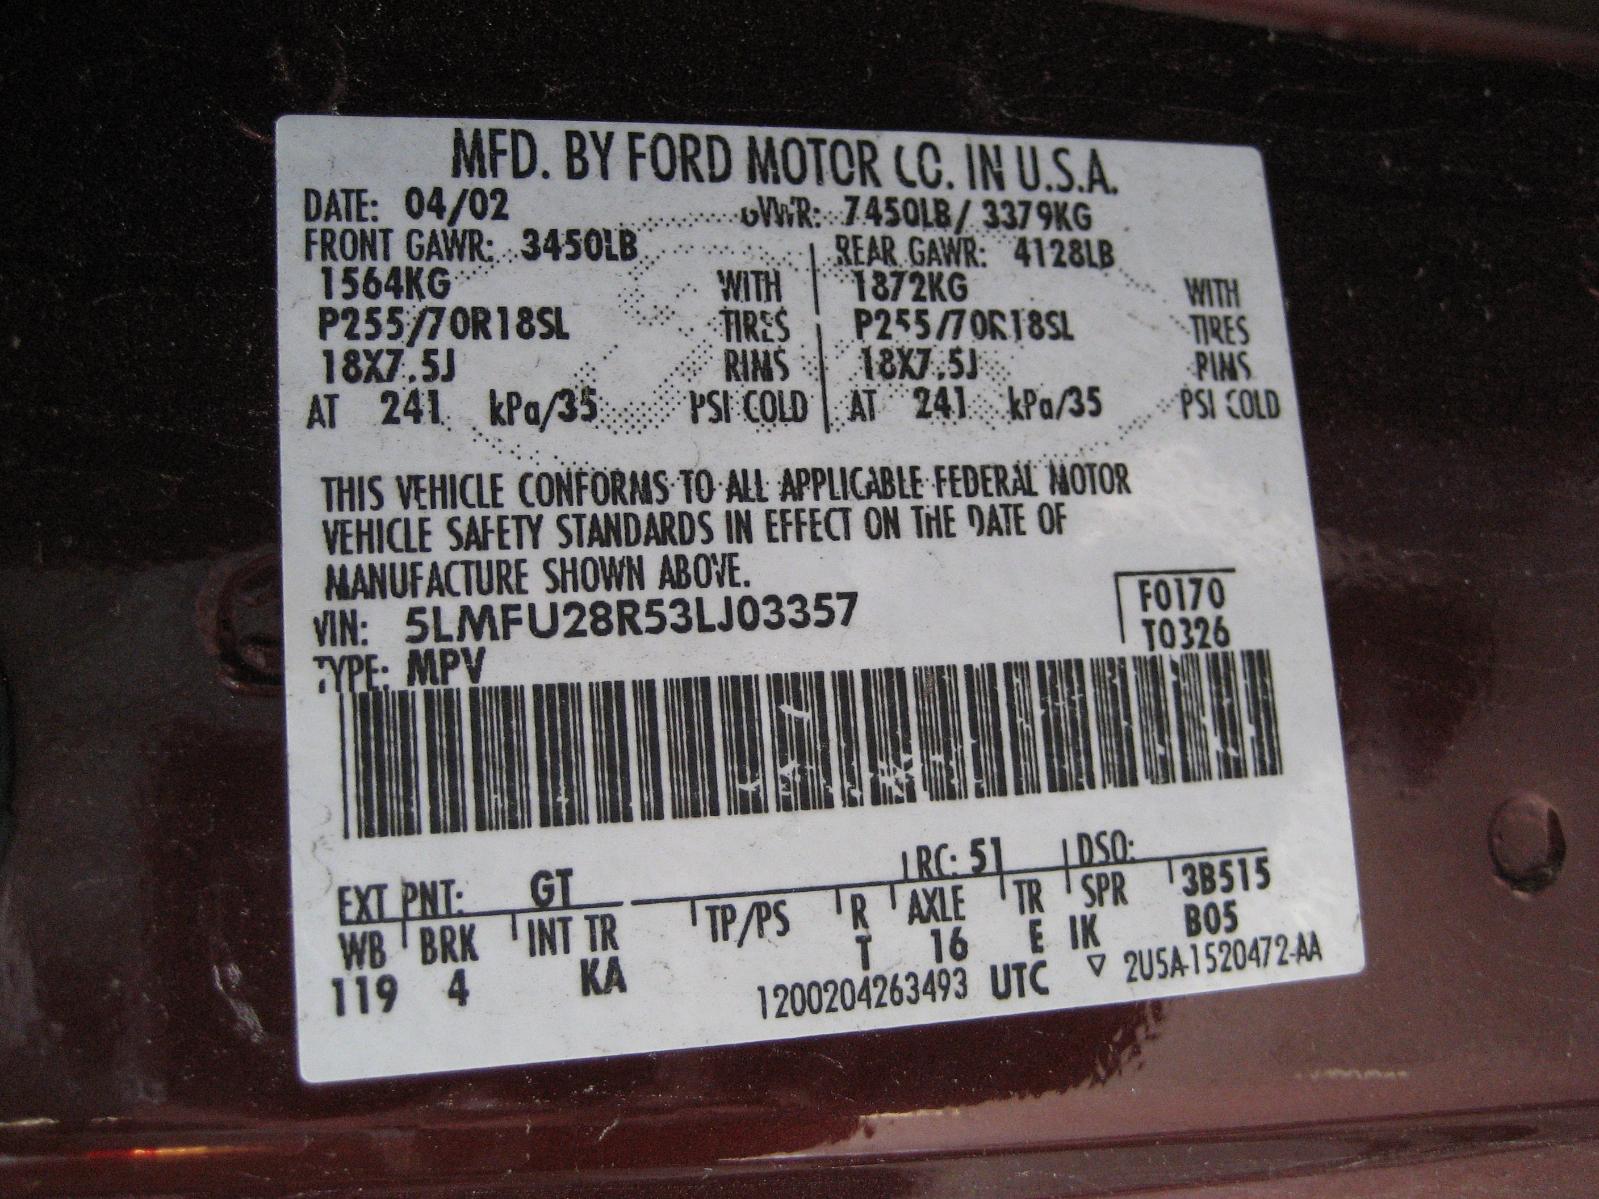 MFD. BY FORD MOTOR CO. IN U.S.A.
DATE: 04/02 GVWR: 7450LB/ 3379KG
FRONT GAWR: 3450LB REAR GAWR: 4128LB
1564KG WITH 1872KG WITH
P255/70R18SL TIRES P255/70R18SL TIRES
18X7.5J RIMS 18X7.5J RIMS
AT 241 kPa/35 PSI COLD AT 241 kPa/35 PSI COLD
THIS VEHICLE CONFORMS TO ALL APPLICABLE FEDERAL MOTOR
VEHICLE SAFETY STANDARDS IN EFFECT ON THE DATE OF
MANUFACTURE SHOWN ABOVE.
VIN: 5LMFU28R53LJ03357 F0170
TYPE: MPV T0326
EXT PNT: GT RC: 51 DSO:
WB BRK INT TR TP/PS R AXLE TR SPR 3B515
119 4 KA T 16 E IK B05
1200204263493 UTC ▽ 2U5A-1520472-AA